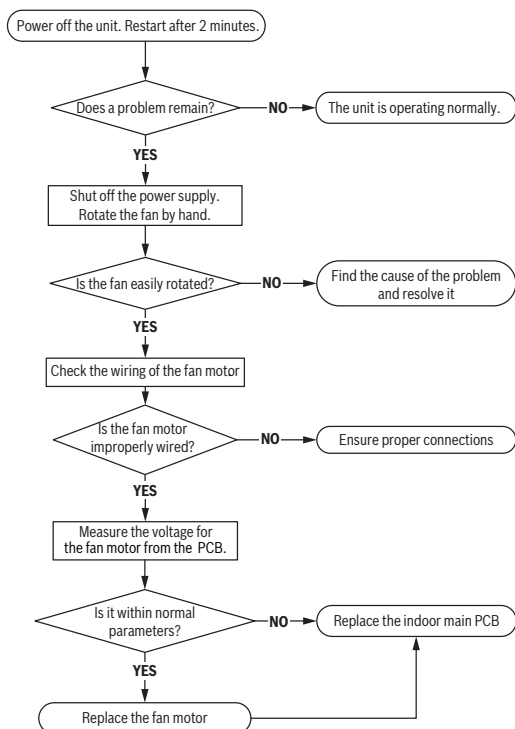 Power off the unit. Restart after 2 minutes.
Does a problem remain?
NO
The unit is operating normally.
YES
Shut off the power supply.
Rotate the fan by hand.
Is the fan easily rotated?
NO
Find the cause of the problem
and resolve it
YES
Check the wiring of the fan motor
Is the fan motor
improperly wired?
NO
Ensure proper connections
YES
Measure the voltage for
the fan motor from the PCB.
Is it within normal
parameters?
NO
Replace the indoor main PCB
YES
Replace the fan motor